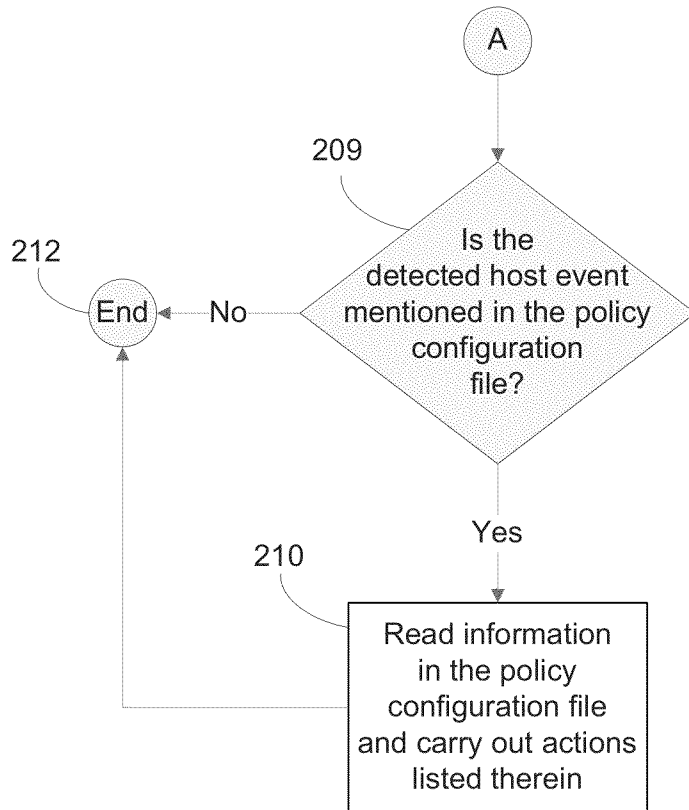 A
209
Is the
detected host event
mentioned in the policy
configuration
file?
212
End
No
Yes
210
Read information
in the policy
configuration file
and carry out actions
listed therein